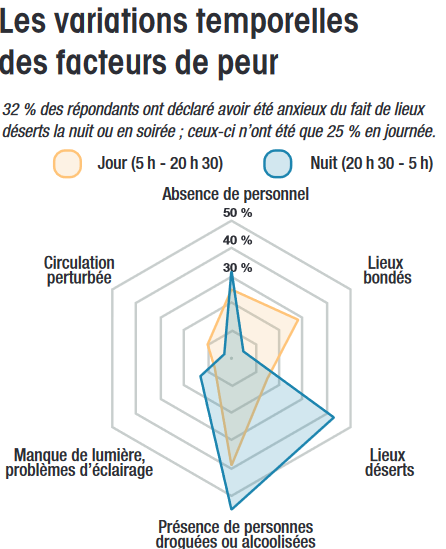 Les variations temporelles
des facteurs de peur
32 % des répondants ont déclaré avoir été anxieux du fait de lieux
déserts la nuit ou en soirée ; ceux-ci n’ont été que 25 % en journée.
Jour (5 h - 20 h 30)
Nuit (20 h 30 - 5 h)
Absence de personnel
50 %
40 %
30 %
Circulation
perturbée
Lieux
bondés
Manque de lumière,
problèmes d’éclairage
Lieux
déserts
Présence de personnes
droguées ou alcoolisées